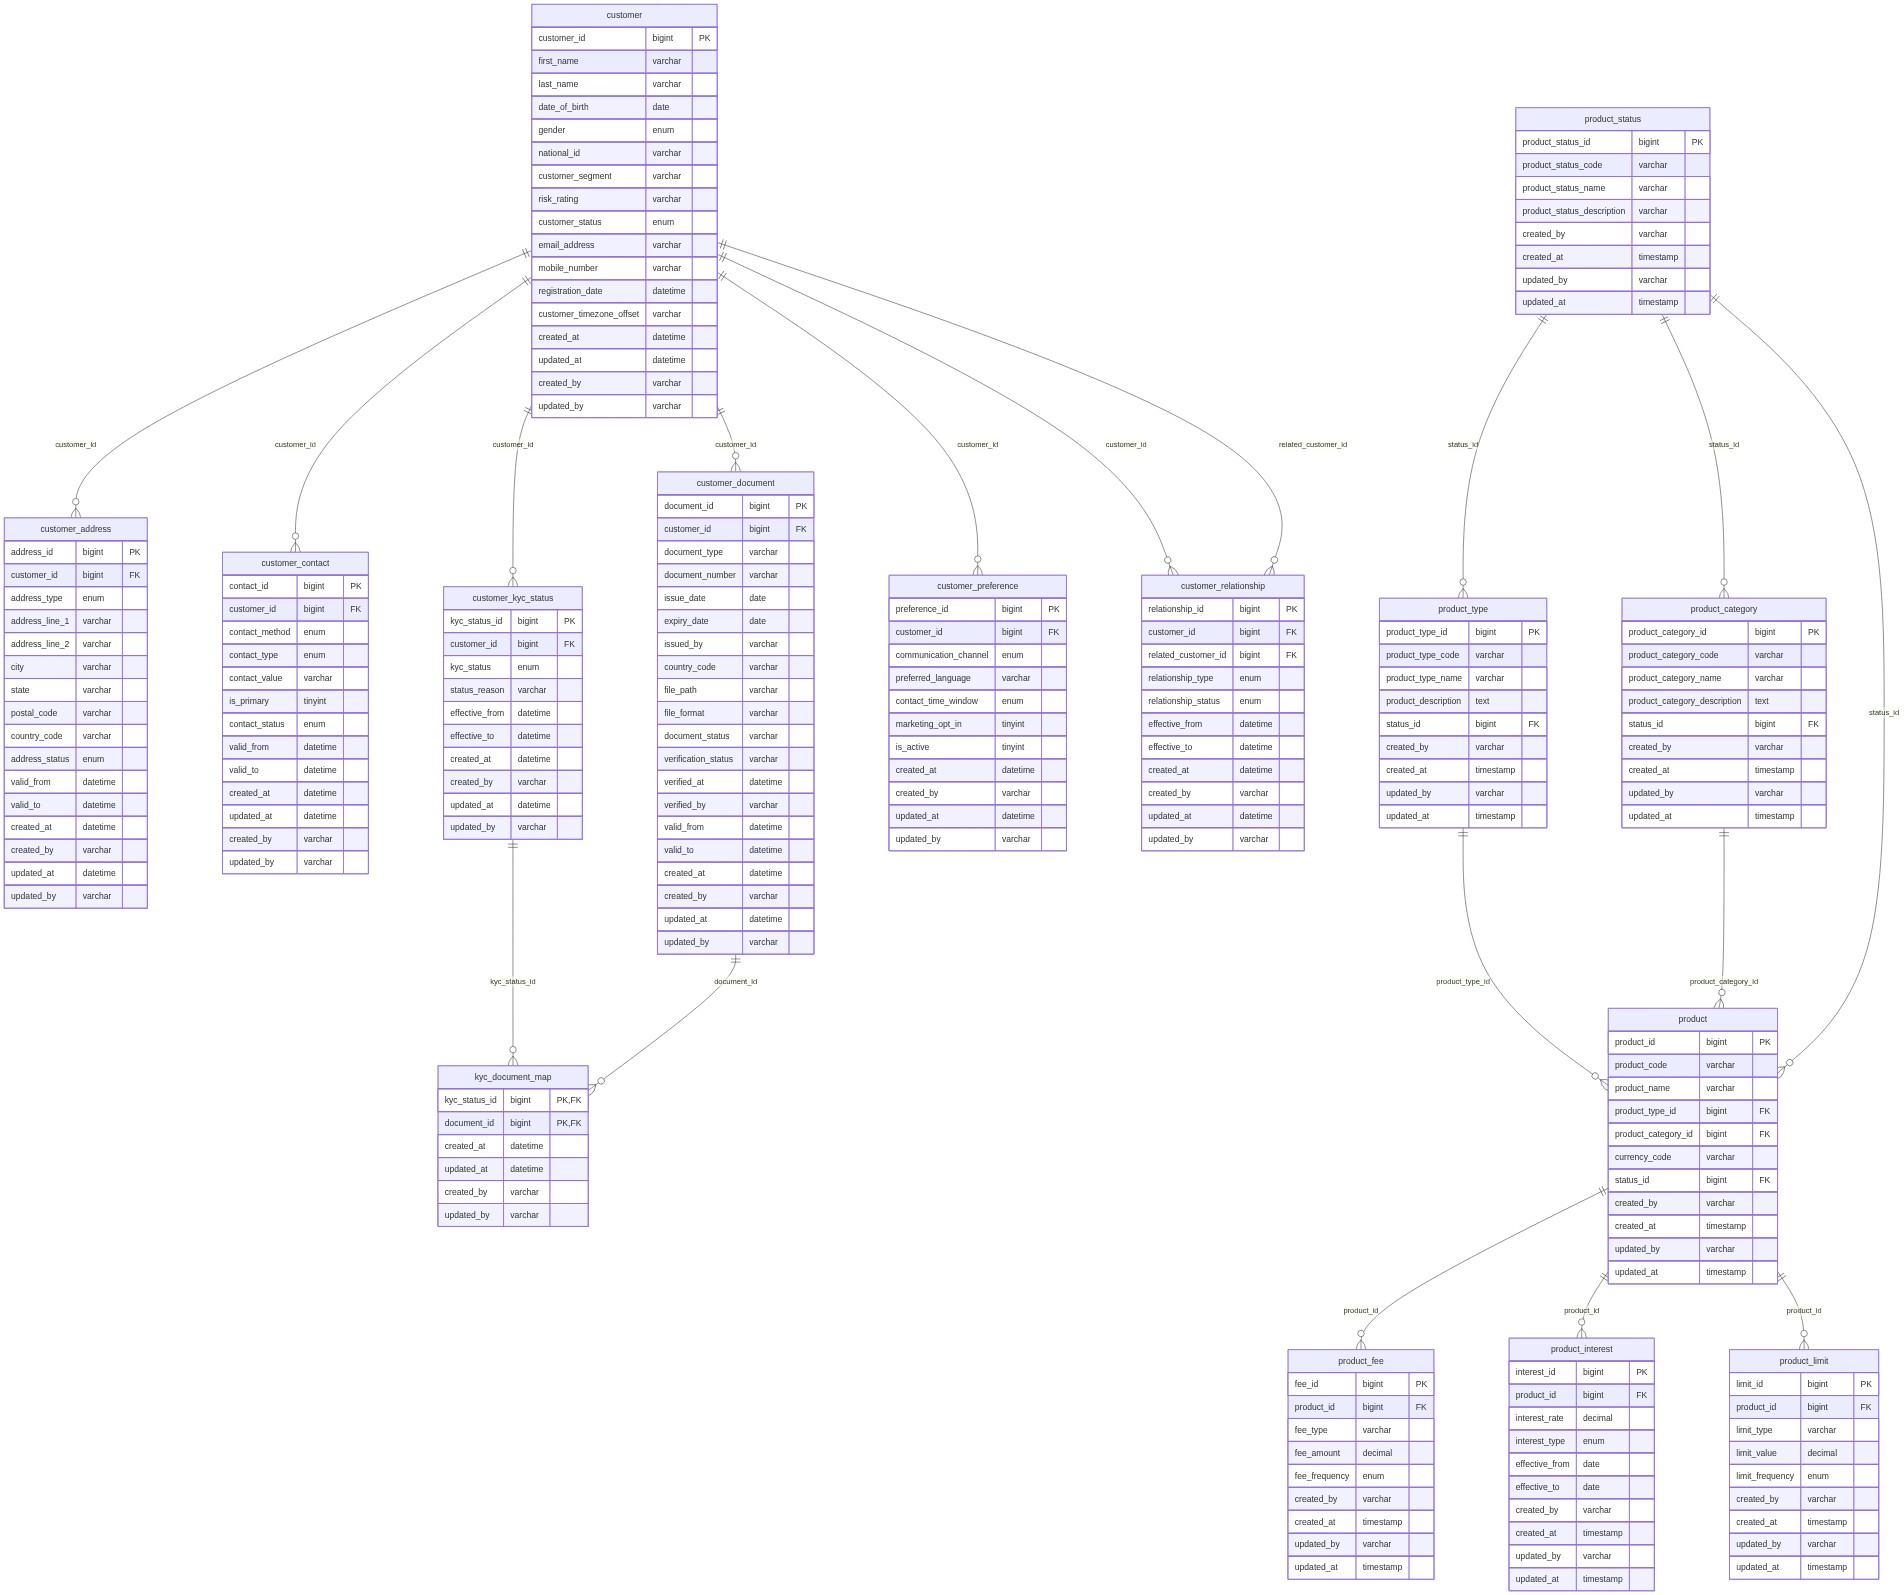 customer
customer_id bigint PK
first_name varchar
last_name varchar
date_of_birth date
gender enum
national_id varchar
customer_segment varchar
risk_rating varchar
customer_status enum
email_address varchar
mobile_number varchar
registration_date datetime
customer_timezone_offset varchar
created_at datetime
updated_at datetime
created_by varchar
updated_by varchar
product_status
product_status_id bigint PK
product_status_code varchar
product_status_name varchar
product_status_description varchar
created_by varchar
created_at timestamp
updated_by varchar
updated_at timestamp
customer_id
customer_id
customer_id
customer_id
customer_id
customer_id
related_customer_id
status_id
status_id
status_id
customer_address
address_id bigint PK
customer_id bigint FK
address_type enum
address_line_1 varchar
address_line_2 varchar
city varchar
state varchar
postal_code varchar
country_code varchar
address_status enum
valid_from datetime
valid_to datetime
created_at datetime
created_by varchar
updated_at datetime
updated_by varchar
customer_contact
contact_id bigint PK
customer_id bigint FK
contact_method enum
contact_type enum
contact_value varchar
is_primary tinyint
contact_status enum
valid_from datetime
valid_to datetime
created_at datetime
updated_at datetime
created_by varchar
updated_by varchar
customer_kyc_status
kyc_status_id bigint PK
customer_id bigint FK
kyc_status enum
status_reason varchar
effective_from datetime
effective_to datetime
created_at datetime
created_by varchar
updated_at datetime
updated_by varchar
customer_document
document_id bigint PK
customer_id bigint FK
document_type varchar
document_number varchar
issue_date date
expiry_date date
issued_by varchar
country_code varchar
file_path varchar
file_format varchar
document_status varchar
verification_status varchar
verified_at datetime
verified_by varchar
valid_from datetime
valid_to datetime
created_at datetime
created_by varchar
updated_at datetime
updated_by varchar
customer_preference
preference_id bigint PK
customer_id bigint FK
communication_channel enum
preferred_language varchar
contact_time_window enum
marketing_opt_in tinyint
is_active tinyint
created_at datetime
created_by varchar
updated_at datetime
updated_by varchar
customer_relationship
relationship_id bigint PK
customer_id bigint FK
related_customer_id bigint FK
relationship_type enum
relationship_status enum
effective_from datetime
effective_to datetime
created_at datetime
created_by varchar
updated_at datetime
updated_by varchar
product_type
product_type_id bigint PK
product_type_code varchar
product_type_name varchar
product_description text
status_id bigint FK
created_by varchar
created_at timestamp
updated_by varchar
updated_at timestamp
product_category
product_category_id bigint PK
product_category_code varchar
product_category_name varchar
product_category_description text
status_id bigint FK
created_by varchar
created_at timestamp
updated_by varchar
updated_at timestamp
kyc_status_id
document_id
product_type_id
product_category_id
kyc_document_map
kyc_status_id bigint PK,FK
document_id bigint PK,FK
created_at datetime
updated_at datetime
created_by varchar
updated_by varchar
product
product_id bigint PK
product_code varchar
product_name varchar
product_type_id bigint FK
product_category_id bigint FK
currency_code varchar
status_id bigint FK
created_by varchar
created_at timestamp
updated_by varchar
updated_at timestamp
product_id
product_id
product_id
product_fee
fee_id bigint PK
product_id bigint FK
fee_type varchar
fee_amount decimal
fee_frequency enum
created_by varchar
created_at timestamp
updated_by varchar
updated_at timestamp
product_interest
interest_id bigint PK
product_id bigint FK
interest_rate decimal
interest_type enum
effective_from date
effective_to date
created_by varchar
created_at timestamp
updated_by varchar
updated_at timestamp
product_limit
limit_id bigint PK
product_id bigint FK
limit_type varchar
limit_value decimal
limit_frequency enum
created_by varchar
created_at timestamp
updated_by varchar
updated_at timestamp